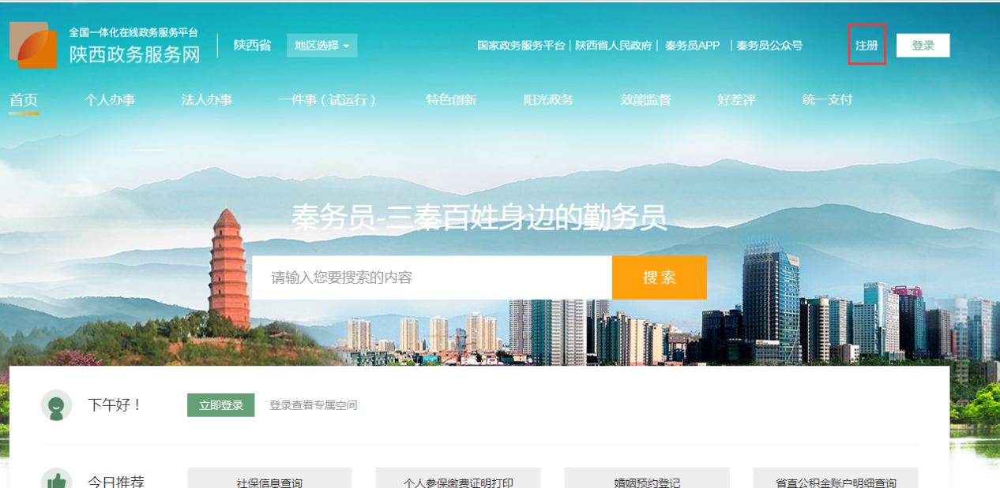 全国一体化在线政务服务平台
陕西政务服务网
陕西省
地区选择
国家政务服务平台 | 陕西省人民政府 | 秦务员APP | 秦务员公众号
注册
登录
首页 个人办事 法人办事 一件事（试运行） 特色创新 阳光政务 效能监督 好差评 统一支付
秦务员-三秦百姓身边的勤务员
请输入您要搜索的内容
搜 索
下午好！
立即登录
登录查看专属空间
今日推荐
社保信息查询
个人参保缴费证明打印
婚姻预约登记
省直公积金账户明细查询